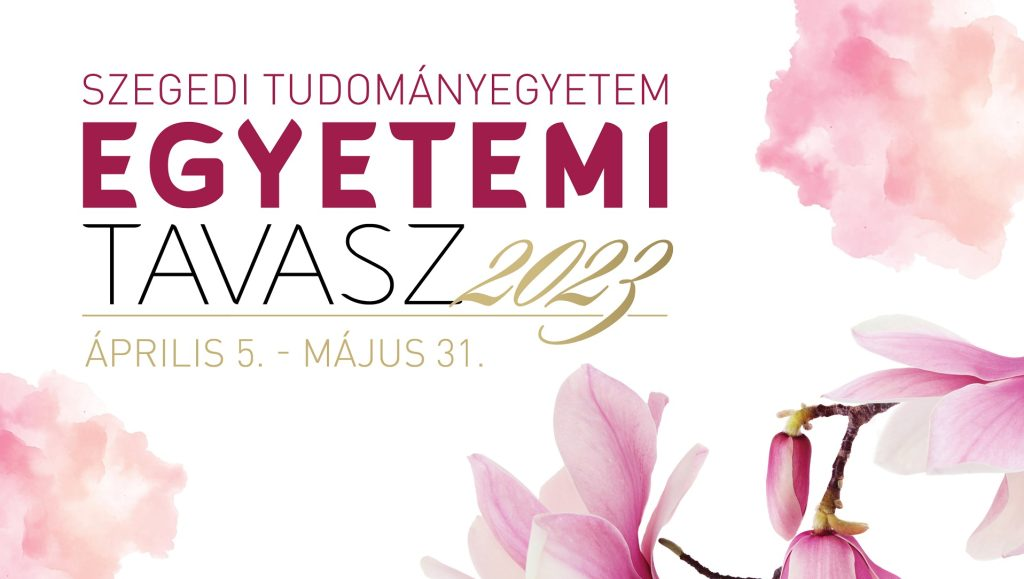 SZEGEDI TUDOMÁNYEGYETEM
EGYETEMI
TAVASZ 2023
ÁPRILIS 5. - MÁJUS 31.